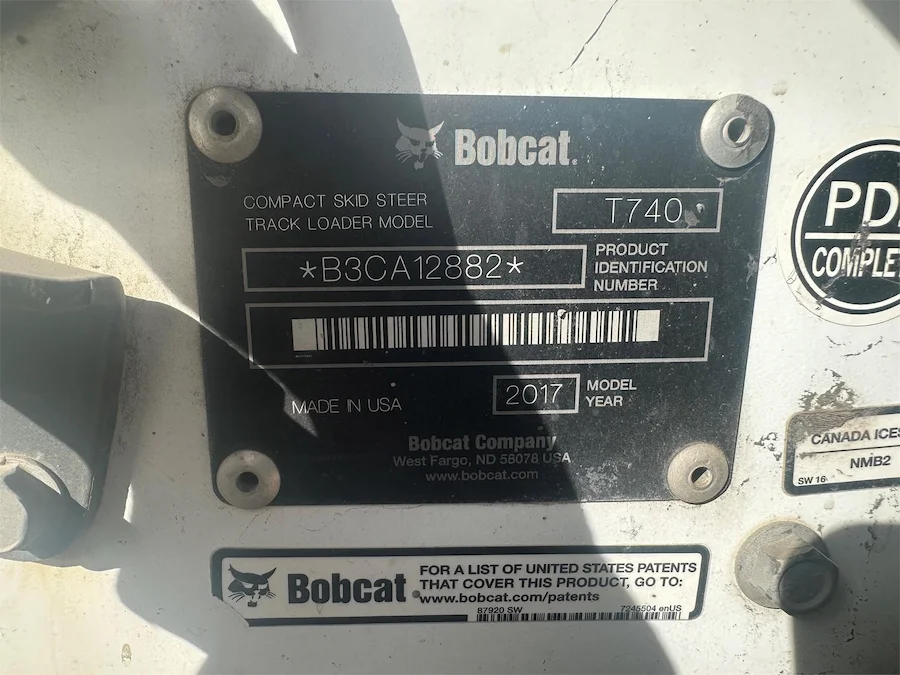 Bobcat®
COMPACT SKID STEER
TRACK LOADER MODEL
T740
*B3CA12882*
PRODUCT
IDENTIFICATION
NUMBER
MADE IN USA
2017
MODEL
YEAR
Bobcat Company
West Fargo, ND 58078 USA
www.bobcat.com
PDI
COMPLE
CANADA ICES
NMB2
SW 16
Bobcat.
FOR A LIST OF UNITED STATES PATENTS
THAT COVER THIS PRODUCT, GO TO:
www.bobcat.com/patents
87920 SW
7245504 enUS